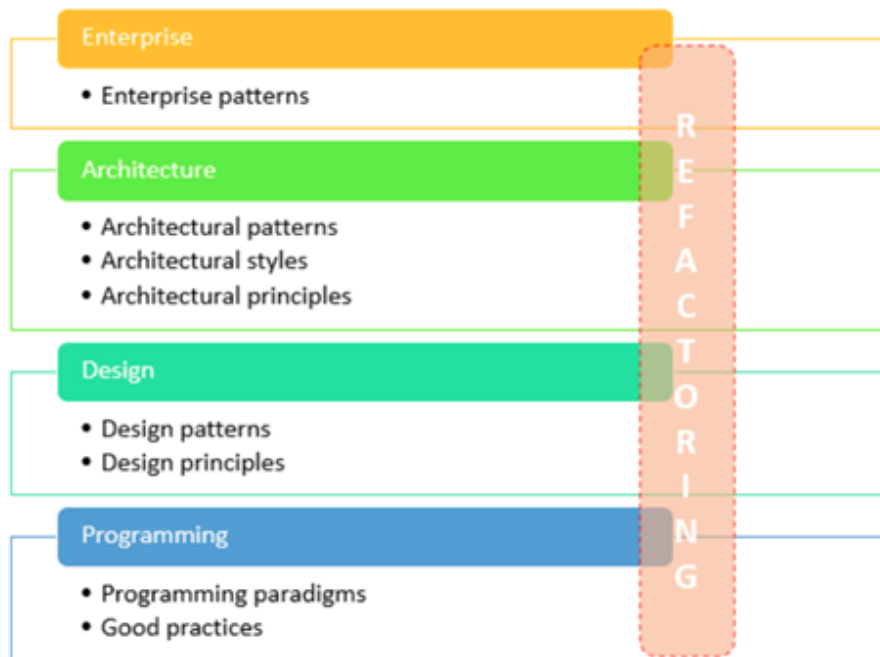 Enterprise
• Enterprise patterns
Architecture
• Architectural patterns
• Architectural styles
• Architectural principles
Design
• Design patterns
• Design principles
Programming
• Programming paradigms
• Good practices
REFACTORING